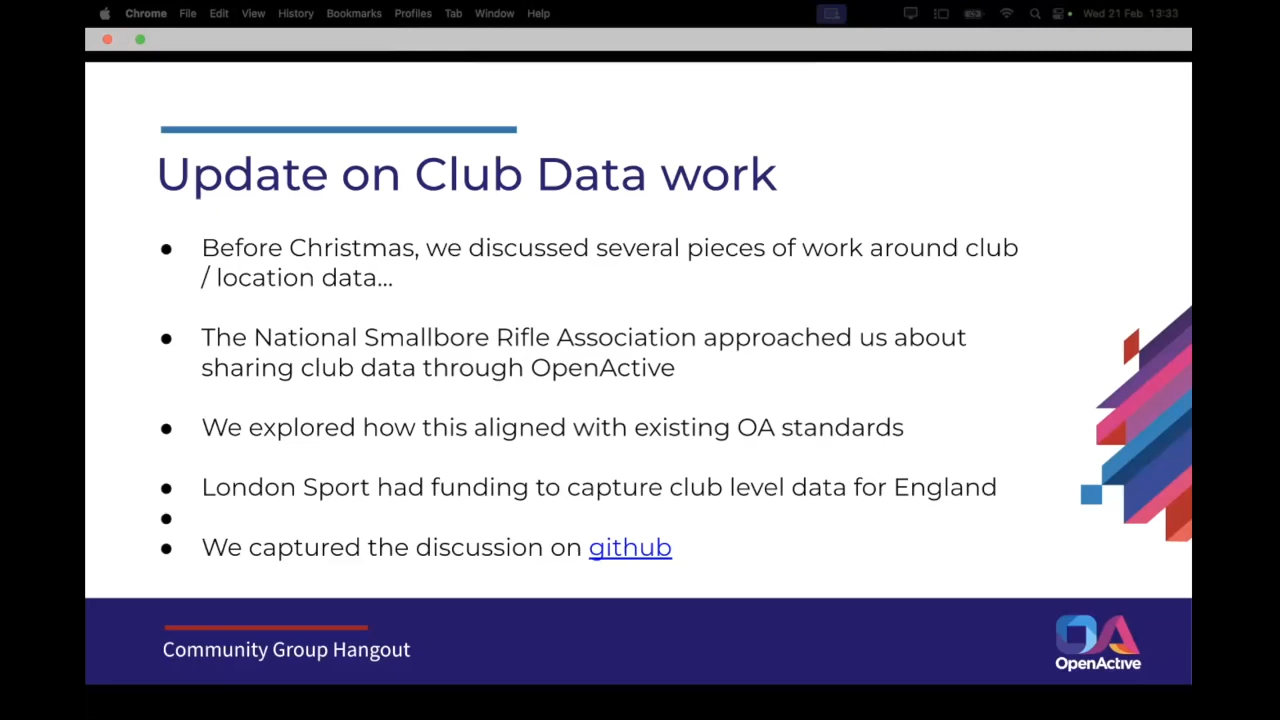 Chrome File Edit View History Bookmarks Profiles Tab Window Help Wed 21 Feb 13:33
Update on Club Data work
● Before Christmas, we discussed several pieces of work around club
/ location data...
● The National Smallbore Rifle Association approached us about
sharing club data through OpenActive
● We explored how this aligned with existing OA standards
● London Sport had funding to capture club level data for England
●
● We captured the discussion on github
Community Group Hangout
OA
OpenActive